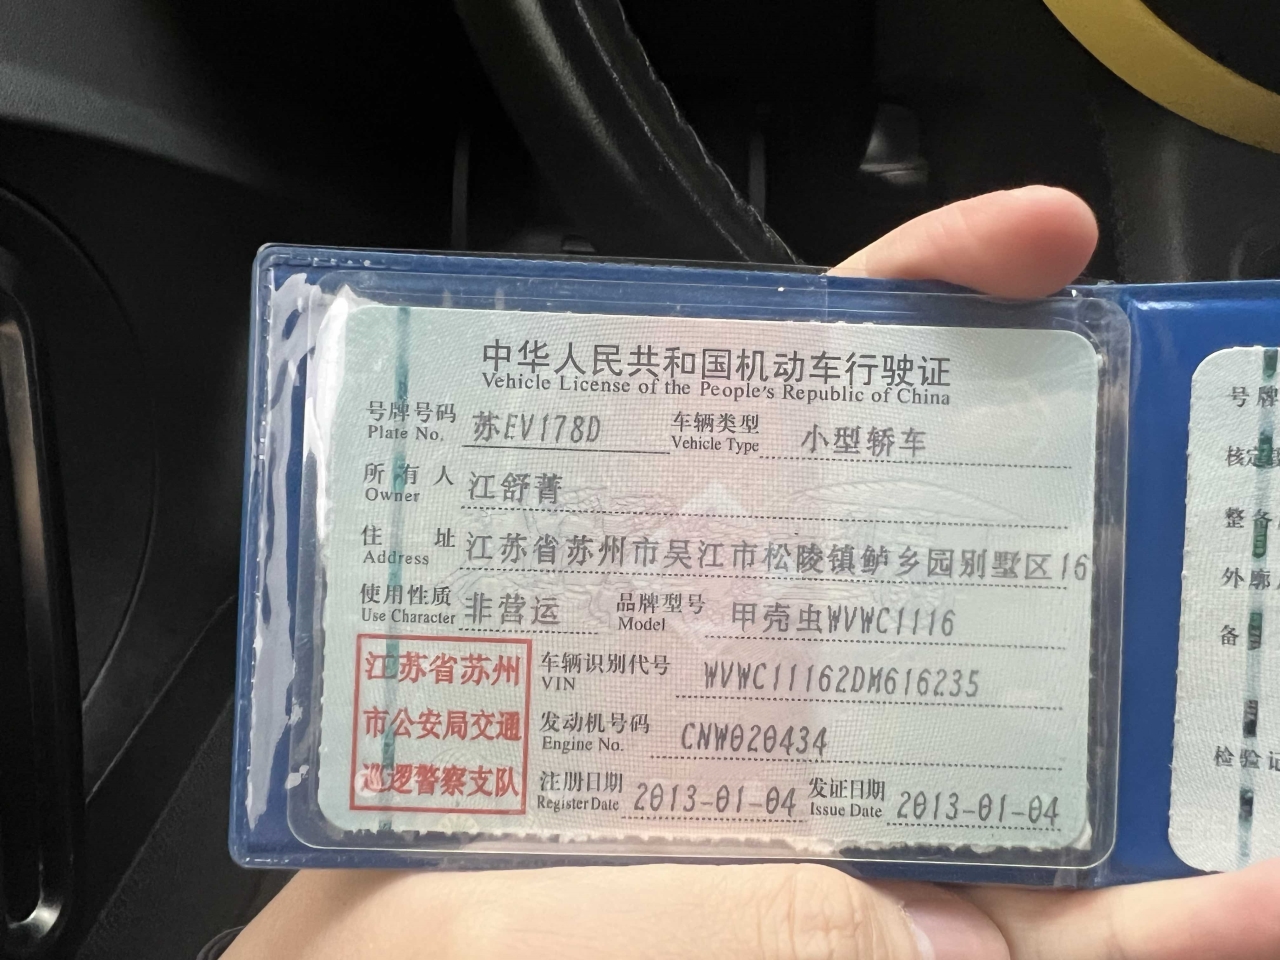 中华人民共和国机动车行驶证
Vehicle License of the People's Republic of China
号牌号码 苏EV178D 车辆类型 小型轿车
Plate No. Vehicle Type
所有人 江舒菁
Owner
住址 江苏省苏州市吴江市松陵镇鲈乡园别墅区16
Address
使用性质 非营运 品牌型号 甲壳虫WVWC1116
Use Character Model
江苏省苏州
市公安局交通
巡逻警察支队
车辆识别代号 WVWC11162DM616235
VIN
发动机号码 CNW020434
Engine No.
注册日期 2013-01-04 发证日期 2013-01-04
Register Date Issue Date
号牌
核定
整备
外廓
备
检验记